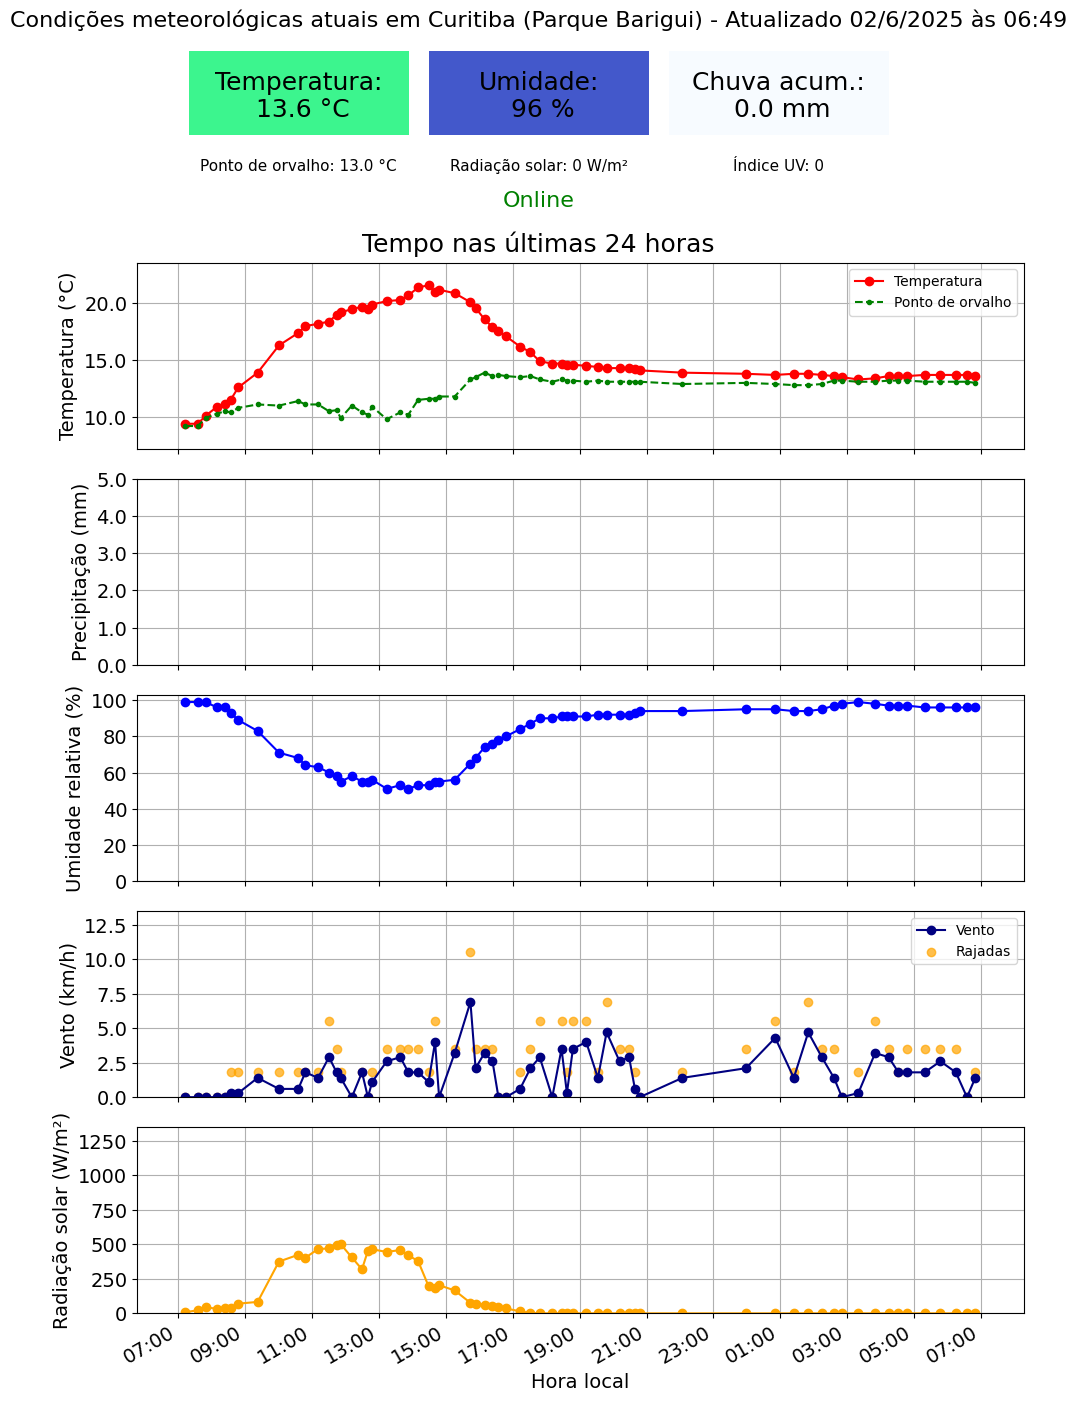 Condições meteorológicas atuais em Curitiba (Parque Barigui) - Atualizado 02/6/2025 às 06:49
Temperatura:
13.6 °C
Umidade:
96 %
Chuva acum.:
0.0 mm
Ponto de orvalho: 13.0 °C
Radiação solar: 0 W/m²
Índice UV: 0
Online
Tempo nas últimas 24 horas
Temperatura (°C)
20.0
15.0
10.0
Temperatura
Ponto de orvalho
Precipitação (mm)
5.0
4.0
3.0
2.0
1.0
0.0
Umidade relativa (%)
100
80
60
40
20
0
Vento (km/h)
12.5
10.0
7.5
5.0
2.5
0.0
Vento
Rajadas
Radiação solar (W/m²)
1250
1000
750
500
250
0
07:00
09:00
11:00
13:00
15:00
17:00
19:00
21:00
23:00
01:00
03:00
05:00
07:00
Hora local